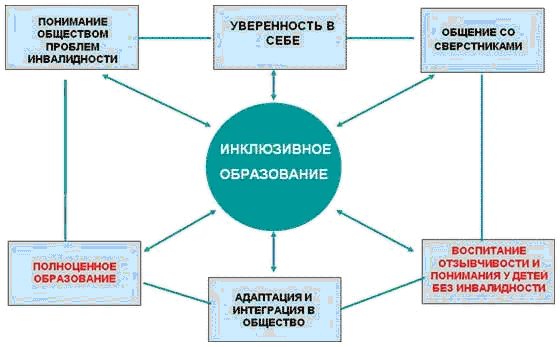 ПОНИМАНИЕ
ОБЩЕСТВОМ
ПРОБЛЕМ
ИНВАЛИДНОСТИ
УВЕРЕННОСТЬ В
СЕБЕ
ОБЩЕНИЕ СО
СВЕРСТНИКАМИ
ИНКЛЮЗИВНОЕ
ОБРАЗОВАНИЕ
ПОЛНОЦЕННОЕ
ОБРАЗОВАНИЕ
АДАПТАЦИЯ И
ИНТЕГРАЦИЯ В
ОБЩЕСТВО
ВОСПИТАНИЕ
ОТЗЫВЧИВОСТИ И
ПОНИМАНИЯ У ДЕТЕЙ
БЕЗ ИНВАЛИДНОСТИ